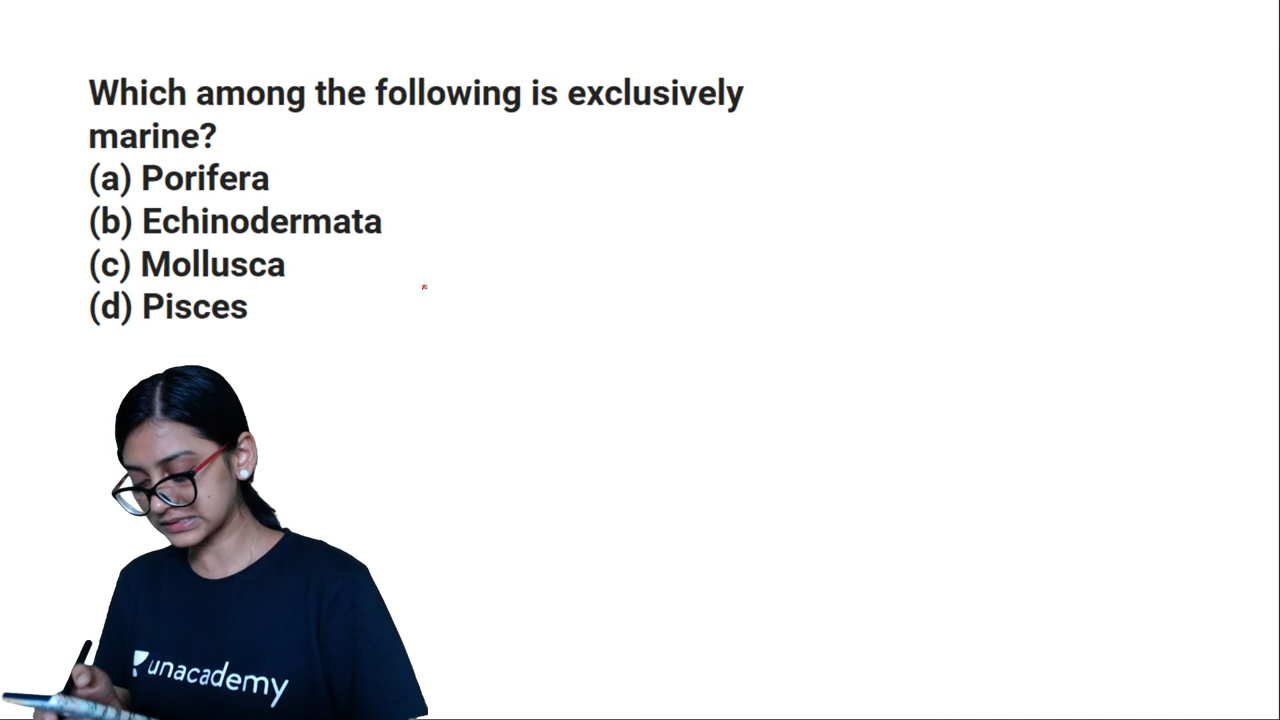 Which among the following is exclusively
marine?
(a) Porifera
(b) Echinodermata
(c) Mollusca
(d) Pisces
unacademy